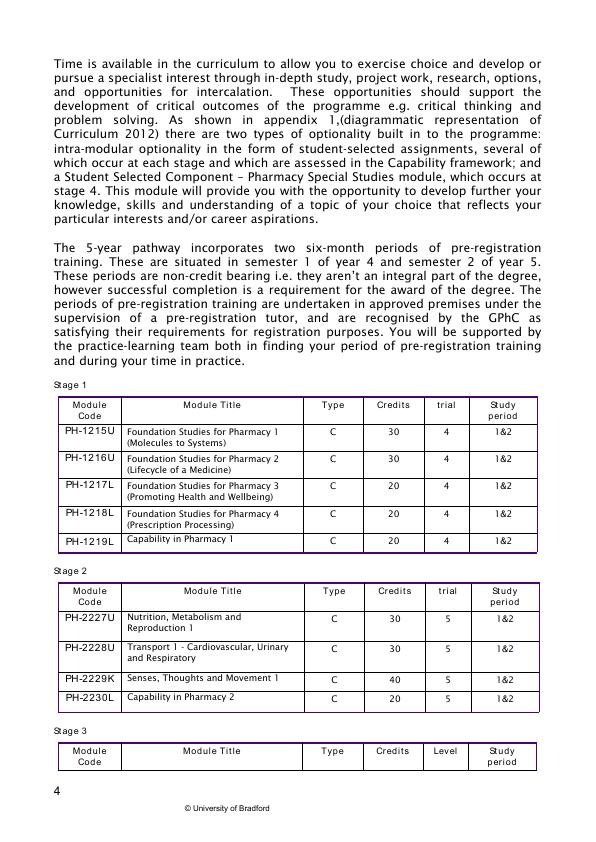 Time is available in the curriculum to allow you to exercise choice and develop or
pursue a specialist interest through in-depth study, project work, research, options,
and opportunities for intercalation.  These opportunities should support the
development of critical outcomes of the programme e.g. critical thinking and
problem solving. As shown in appendix 1,(diagrammatic representation of
Curriculum 2012) there are two types of optionality built in to the programme:
intra-modular optionality in the form of student-selected assignments, several of
which occur at each stage and which are assessed in the Capability framework; and
a Student Selected Component – Pharmacy Special Studies module, which occurs at
stage 4. This module will provide you with the opportunity to develop further your
knowledge, skills and understanding of a topic of your choice that reflects your
particular interests and/or career aspirations.
The 5-year pathway incorporates two six-month periods of pre-registration
training. These are situated in semester 1 of year 4 and semester 2 of year 5.
These periods are non-credit bearing i.e. they aren't an integral part of the degree,
however successful completion is a requirement for the award of the degree. The
periods of pre-registration training are undertaken in approved premises under the
supervision of a pre-registration tutor, and are recognised by the GPhC as
satisfying their requirements for registration purposes. You will be supported by
the practice-learning team both in finding your period of pre-registration training
and during your time in practice.
Stage 1
Module Module Title Type Credits trial Study
Code period
PH-1215U Foundation Studies for Pharmacy 1 C 30 4 1&2
(Molecules to Systems)
PH-1216U Foundation Studies for Pharmacy 2 C 30 4 1&2
(Lifecycle of a Medicine)
PH-1217L Foundation Studies for Pharmacy 3 C 20 4 1&2
(Promoting Health and Wellbeing)
PH-1218L Foundation Studies for Pharmacy 4 C 20 4 1&2
(Prescription Processing)
PH-1219L Capability in Pharmacy 1 C 20 4 1&2
Stage 2
Module Module Title Type Credits trial Study
Code period
PH-2227U Nutrition, Metabolism and C 30 5 1&2
Reproduction 1
PH-2228U Transport 1 - Cardiovascular, Urinary C 30 5 1&2
and Respiratory
PH-2229K Senses, Thoughts and Movement 1 C 40 5 1&2
PH-2230L Capability in Pharmacy 2 C 20 5 1&2
Stage 3
Module Module Title Type Credits Level Study
Code period
4
© University of Bradford